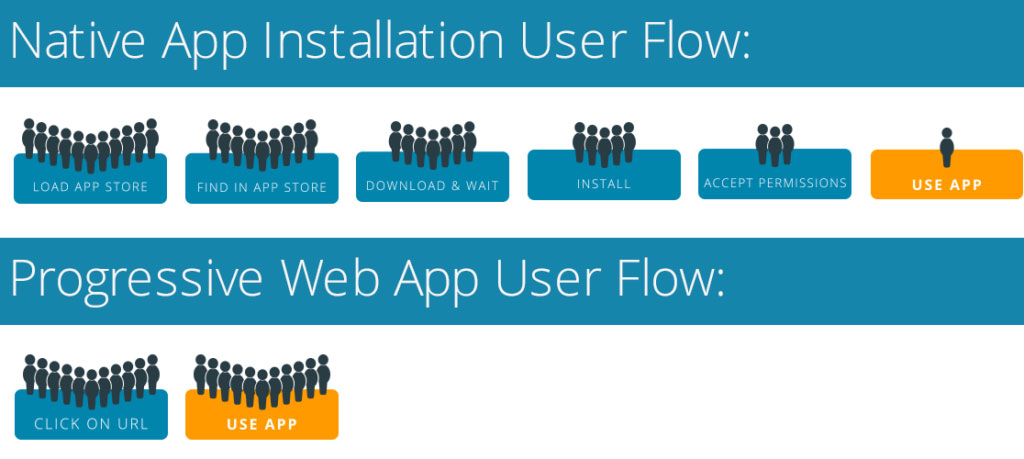 Native App Installation User Flow:
LOAD APP STORE
FIND IN APP STORE
DOWNLOAD & WAIT
INSTALL
ACCEPT PERMISSIONS
USE APP
Progressive Web App User Flow:
CLICK ON URL
USE APP